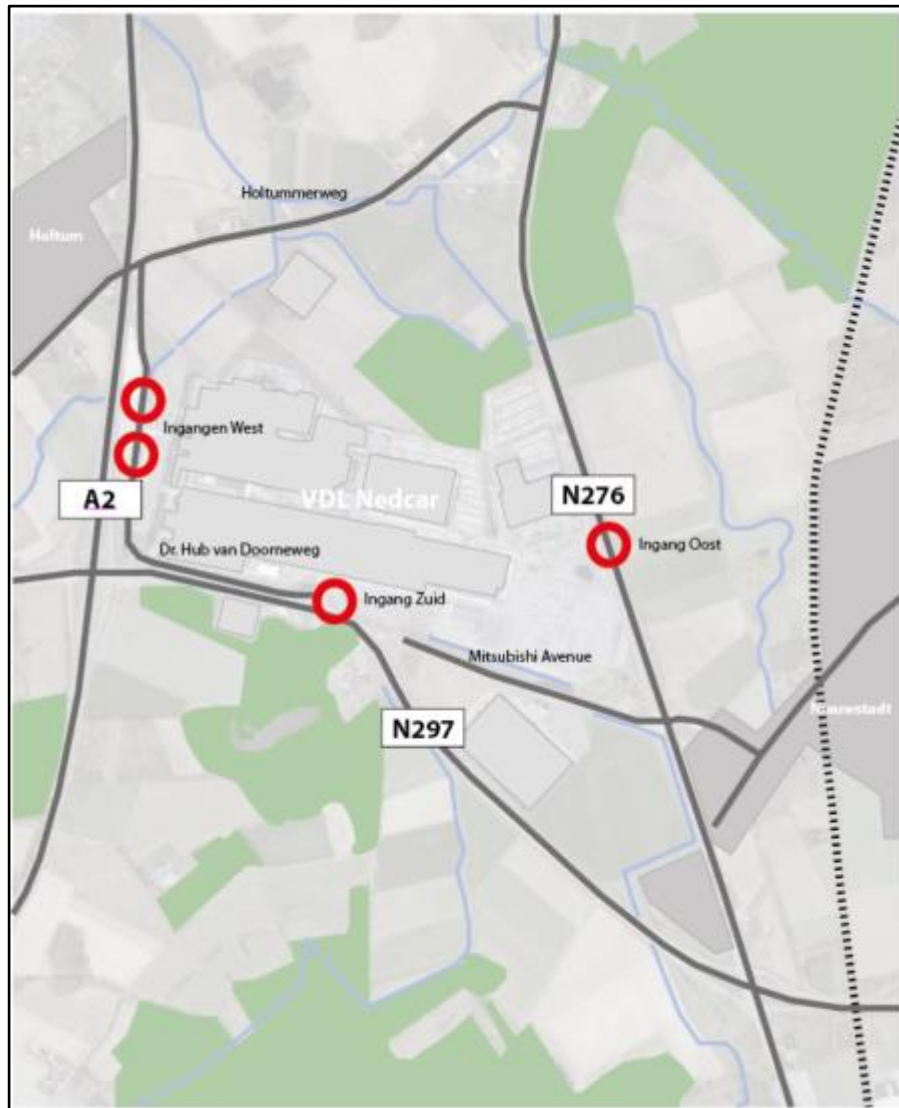 Holtummerweg
Holtum
Ingangen West
A2
VDL Nedcar
N276
Dr. Hub van Doorneweg
Ingang Oost
Ingang Zuid
Mitsubishi Avenue
N297